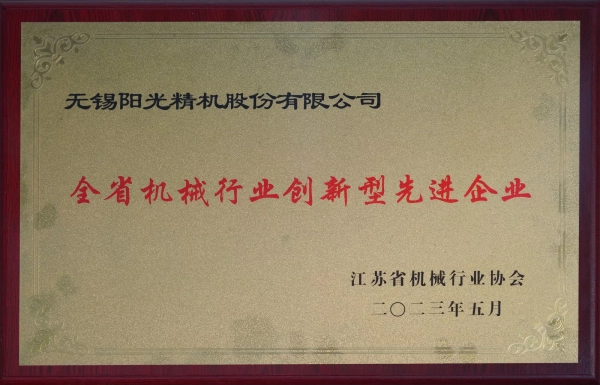 无锡阳光精机股份有限公司
全省机械行业创新型先进企业
江苏省机械行业协会
二〇二三年五月